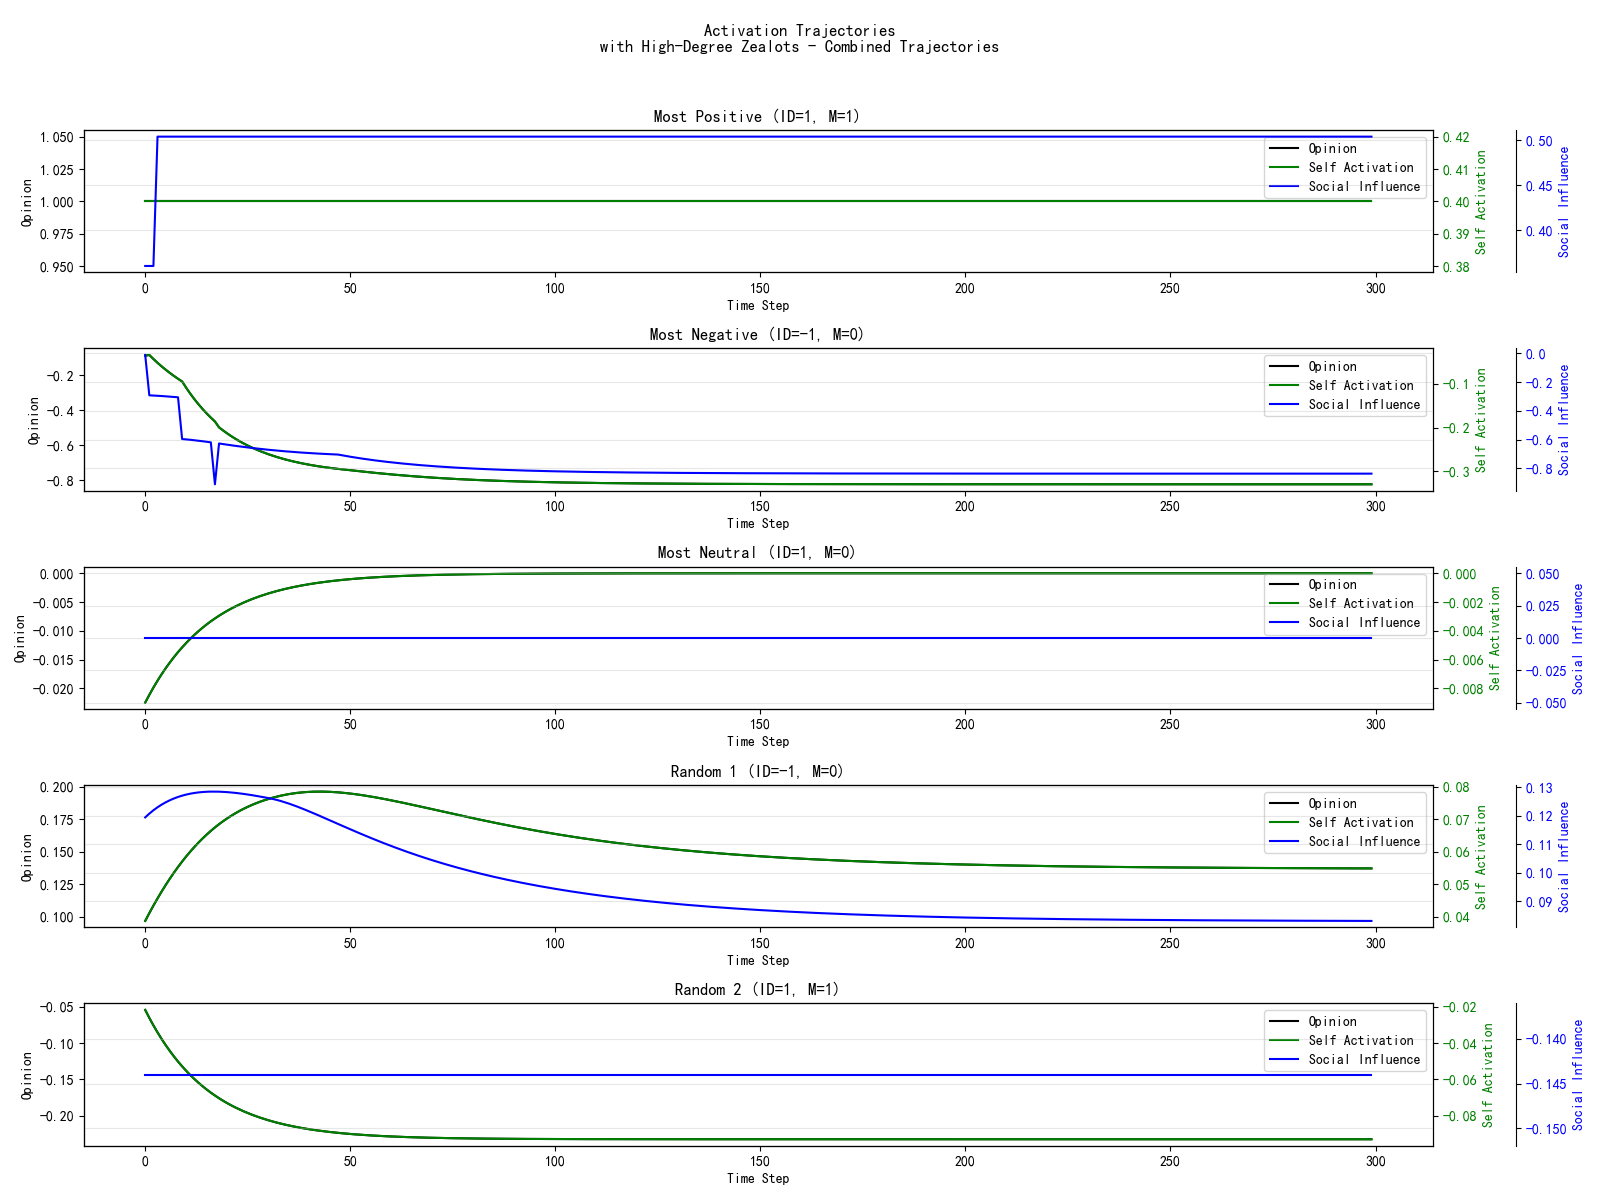 Activation Trajectories
with High-Degree Zealots - Combined Trajectories
Most Positive (ID=1, M=1)
1.050
1.025
1.000
0.975
0.950
Opinion
0
50
100
150
200
250
300
Time Step
Opinion
Self Activation
Social Influence
0.42
0.41
0.40
0.39
0.38
Self Activation
0.50
0.45
0.40
Social Influence
Most Negative (ID=-1, M=0)
-0.2
-0.4
-0.6
-0.8
Opinion
0
50
100
150
200
250
300
Time Step
Opinion
Self Activation
Social Influence
-0.1
-0.2
-0.3
Self Activation
0.0
-0.2
-0.4
-0.6
-0.8
Social Influence
Most Neutral (ID=1, M=0)
0.000
-0.005
-0.010
-0.015
-0.020
Opinion
0
50
100
150
200
250
300
Time Step
Opinion
Self Activation
Social Influence
0.000
-0.002
-0.004
-0.006
-0.008
Self Activation
0.050
0.025
0.000
-0.025
-0.050
Social Influence
Random 1 (ID=-1, M=0)
0.200
0.175
0.150
0.125
0.100
Opinion
0
50
100
150
200
250
300
Time Step
Opinion
Self Activation
Social Influence
0.08
0.07
0.06
0.05
0.04
Self Activation
0.13
0.12
0.11
0.10
0.09
Social Influence
Random 2 (ID=1, M=1)
-0.05
-0.10
-0.15
-0.20
Opinion
0
50
100
150
200
250
300
Time Step
Opinion
Self Activation
Social Influence
-0.02
-0.04
-0.06
-0.08
Self Activation
-0.140
-0.145
-0.150
Social Influence